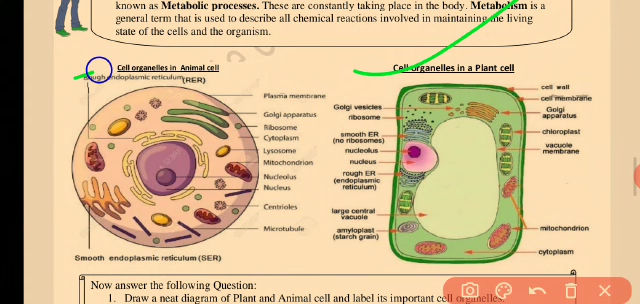 known as Metabolic processes. These are constantly taking place in the body. Metabolism is a
general term that is used to describe all chemical reactions involved in maintaining the living
state of the cells and the organism.
Cell organelles in Animal cell
Rough endoplasmic reticulum (RER)
Plasma membrane
Golgi apparatus
Ribosome
Cytoplasm
Lysosome
Mitochondrion
Nucleolus
Nucleus
Centrioles
Microtubule
Smooth endoplasmic reticulum (SER)
Cell organelles in a Plant cell
Golgi vesicles
ribosome
smooth ER
(no ribosomes)
nucleolus
nucleus
rough ER
(endoplasmic
reticulum)
large central
vacuole
amyloplast
(starch grain)
cell wall
cell membrane
Golgi
apparatus
chloroplast
vacuole
membrane
mitochondrion
cytoplasm
Now answer the following Question:
1. Draw a neat diagram of Plant and Animal cell and label its important cell organelles.